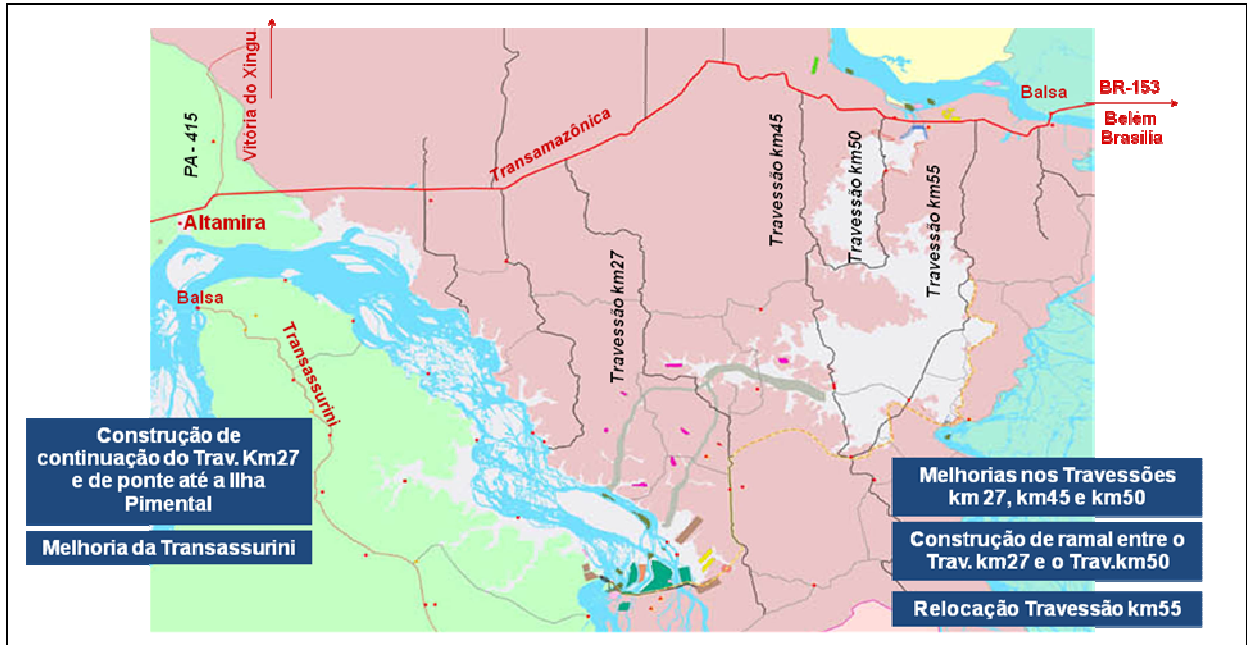 Vitória do Xingu
PA- 415
Transamazônica
Travessão km45
Travessão km50
Travessão km55
Balsa
BR-153
Belém
Brasilia
Altamira
Travessão km27
Balsa
Transassurini
Construção de
continuação do Trav. Km27
e de ponte até a Ilha
Pimental
Melhoria da Transassurini
Melhorias nos Travessões
km 27, km45 e km50
Construção de ramal entre o
Trav. km27 e o Trav.km50
Relocação Travessão km55